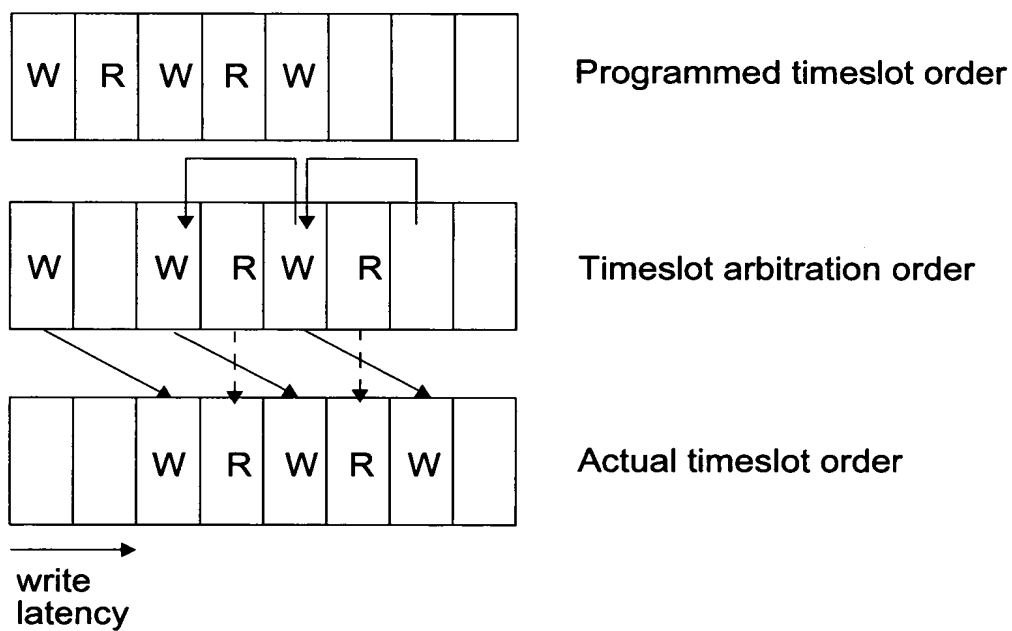 W R W R W Programmed timeslot order
W W R W R Timeslot arbitration order
W R W R W Actual timeslot order
write
latency